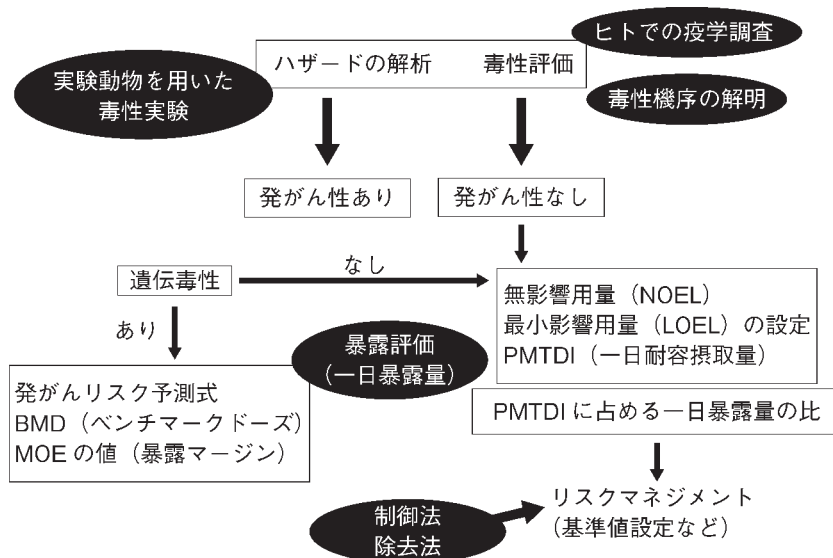 ヒトでの疫学調査
ハザードの解析　毒性評価
実験動物を用いた
毒性実験
毒性機序の解明
発がん性あり
発がん性なし
遺伝毒性
なし
あり
無影響用量（NOEL）
最小影響用量（LOEL）の設定
PMTDI（一日耐容摂取量）
暴露評価
（一日暴露量）
発がんリスク予測式
BMD（ベンチマークドーズ）
MOE の値（暴露マージン）
PMTDI に占める一日暴露量の比
リスクマネジメント
（基準値設定など）
制御法
除去法